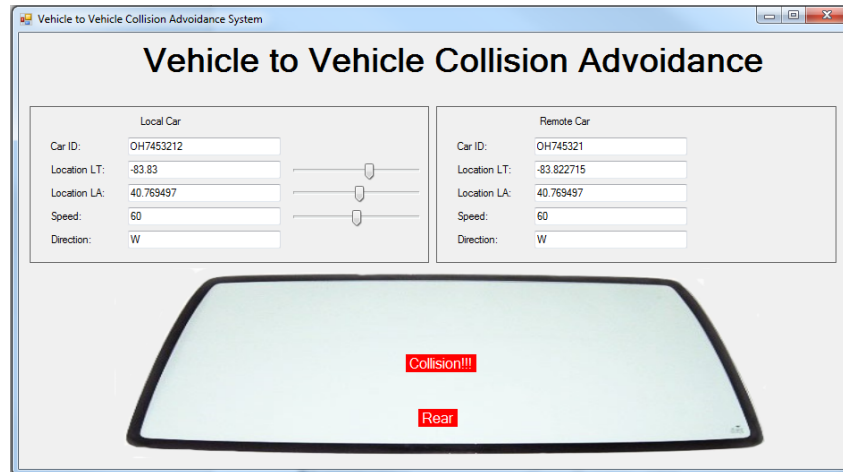 Vehicle to Vehicle Collision Advoidance System
Vehicle to Vehicle Collision Advoidance
Local Car
Car ID: OH7453212
Location LT: -83.83
Location LA: 40.769497
Speed: 60
Direction: W
Remote Car
Car ID: OH745321
Location LT: -83.822715
Location LA: 40.769497
Speed: 60
Direction: W
Collision!!!
Rear